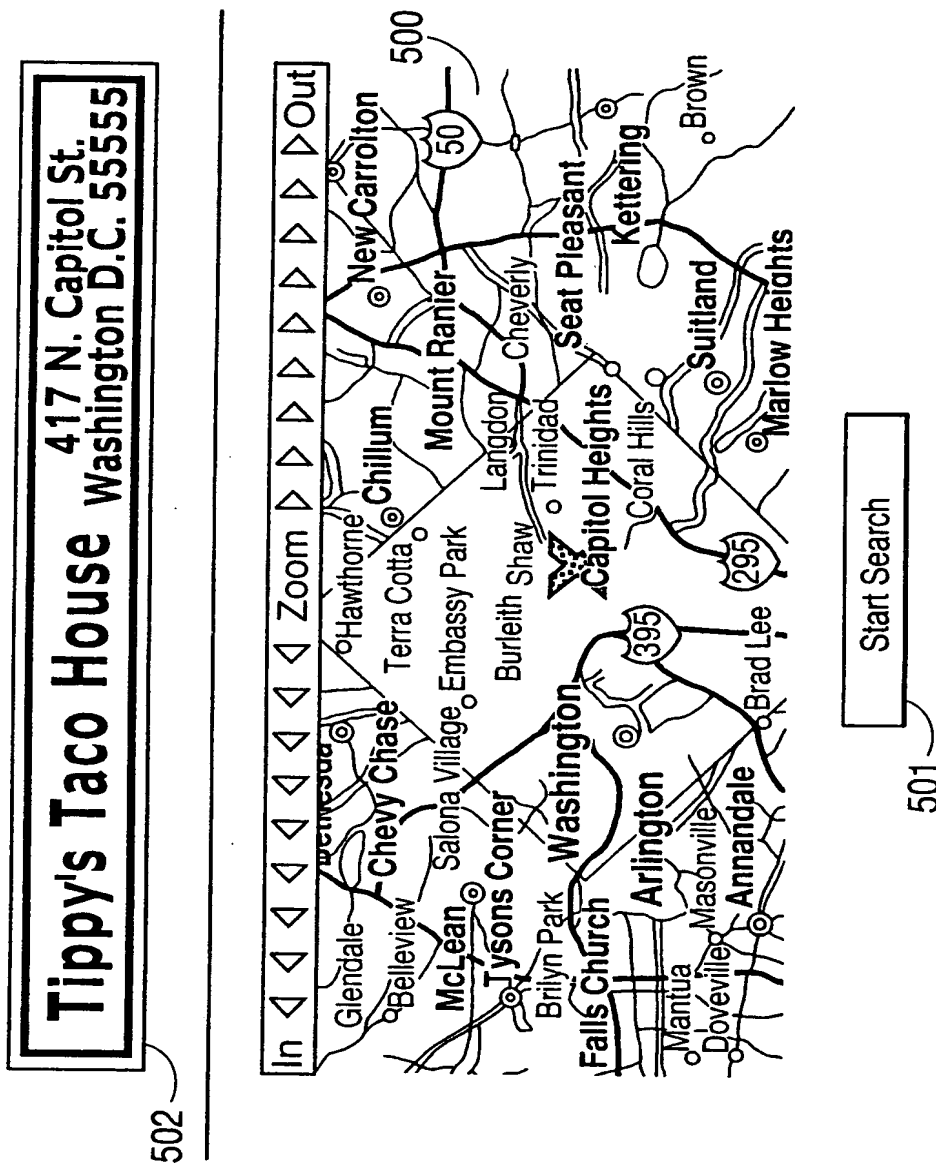 Tippy's Taco House
417 N. Capitol St.
Washington D.C. 55555
502
In
Zoom
Out
500
Glendale
Bethesda
Hawthorne
New Carrolton
Belleview
Chevy Chase
Terra Cotta
Chillum
Salona Village
Embassy Park
Mount Ranier
50
McLean
Tysons Corner
Burleith
Shaw
Langdon
Cheverly
Brilyn Park
Washington
Trinidad
Seat Pleasant
Falls Church
Capitol Heights
Kettering
Arlington
395
Coral Hills
Mantua
Masonville
Suitland
Brown
Doveville
Annandale
Brad Lee
295
Marlow Heights
Start Search
501